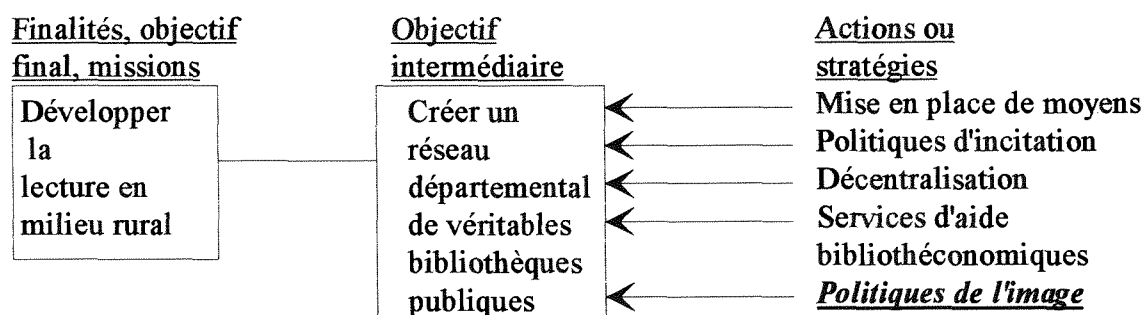 Finalités, objectif
final, missions
Développer
la
lecture en
milieu rural
Objectif
intermédiaire
Créer un
réseau
départemental
de véritables
bibliothèques
publiques
Actions ou
stratégies
Mise en place de moyens
Politiques d'incitation
Décentralisation
Services d'aide
bibliothéconomiques
Politiques de l'image